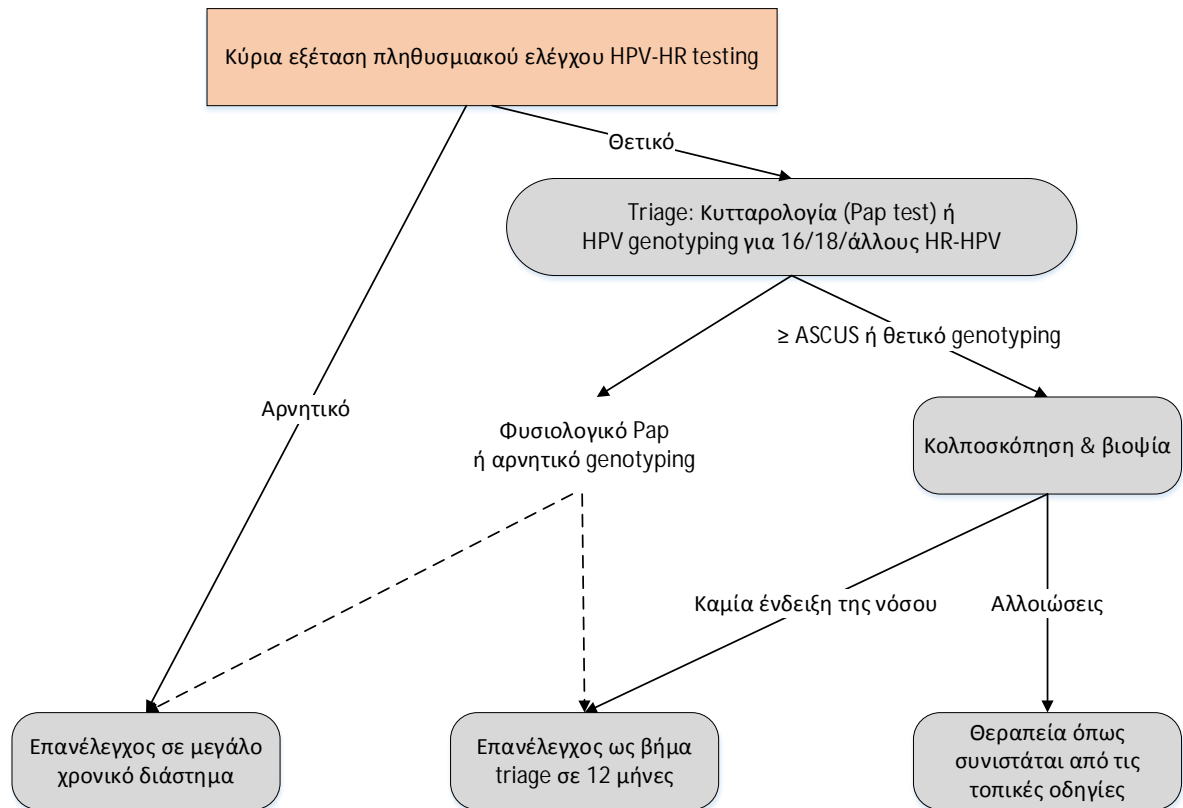 Κύρια εξέταση πληθυσμιακού ελέγχου HPV-HR testing
Θετικό
Triage: Κυτταρολογία (Pap test) ή
HPV genotyping για 16/18/άλλους HR-HPV
≥ ASCUS ή θετικό genotyping
Αρνητικό
Φυσιολογικό Pap
ή αρνητικό genotyping
Κολποσκόπηση & βιοψία
Καμία ένδειξη της νόσου
Αλλοιώσεις
Επανέλεγχος σε μεγάλο
χρονικό διάστημα
Επανέλεγχος ως βήμα
triage σε 12 μήνες
Θεραπεία όπως
συνιστάται από τις
τοπικές οδηγίες